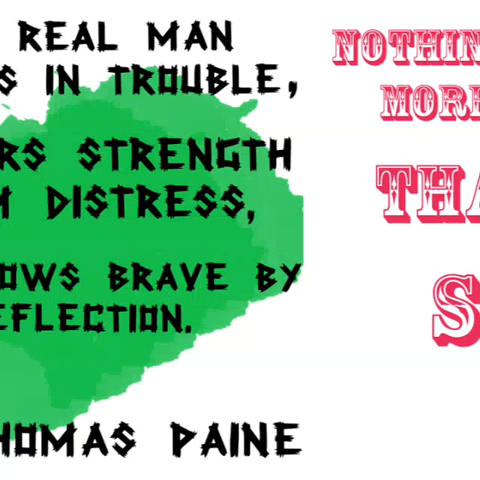 REAL MAN
S IN TROUBLE,
RS STRENGTH
M DISTRESS,
OWS BRAVE BY
EFLECTION.
HOMAS PAINE
NOTHIN
MORE
THA
S